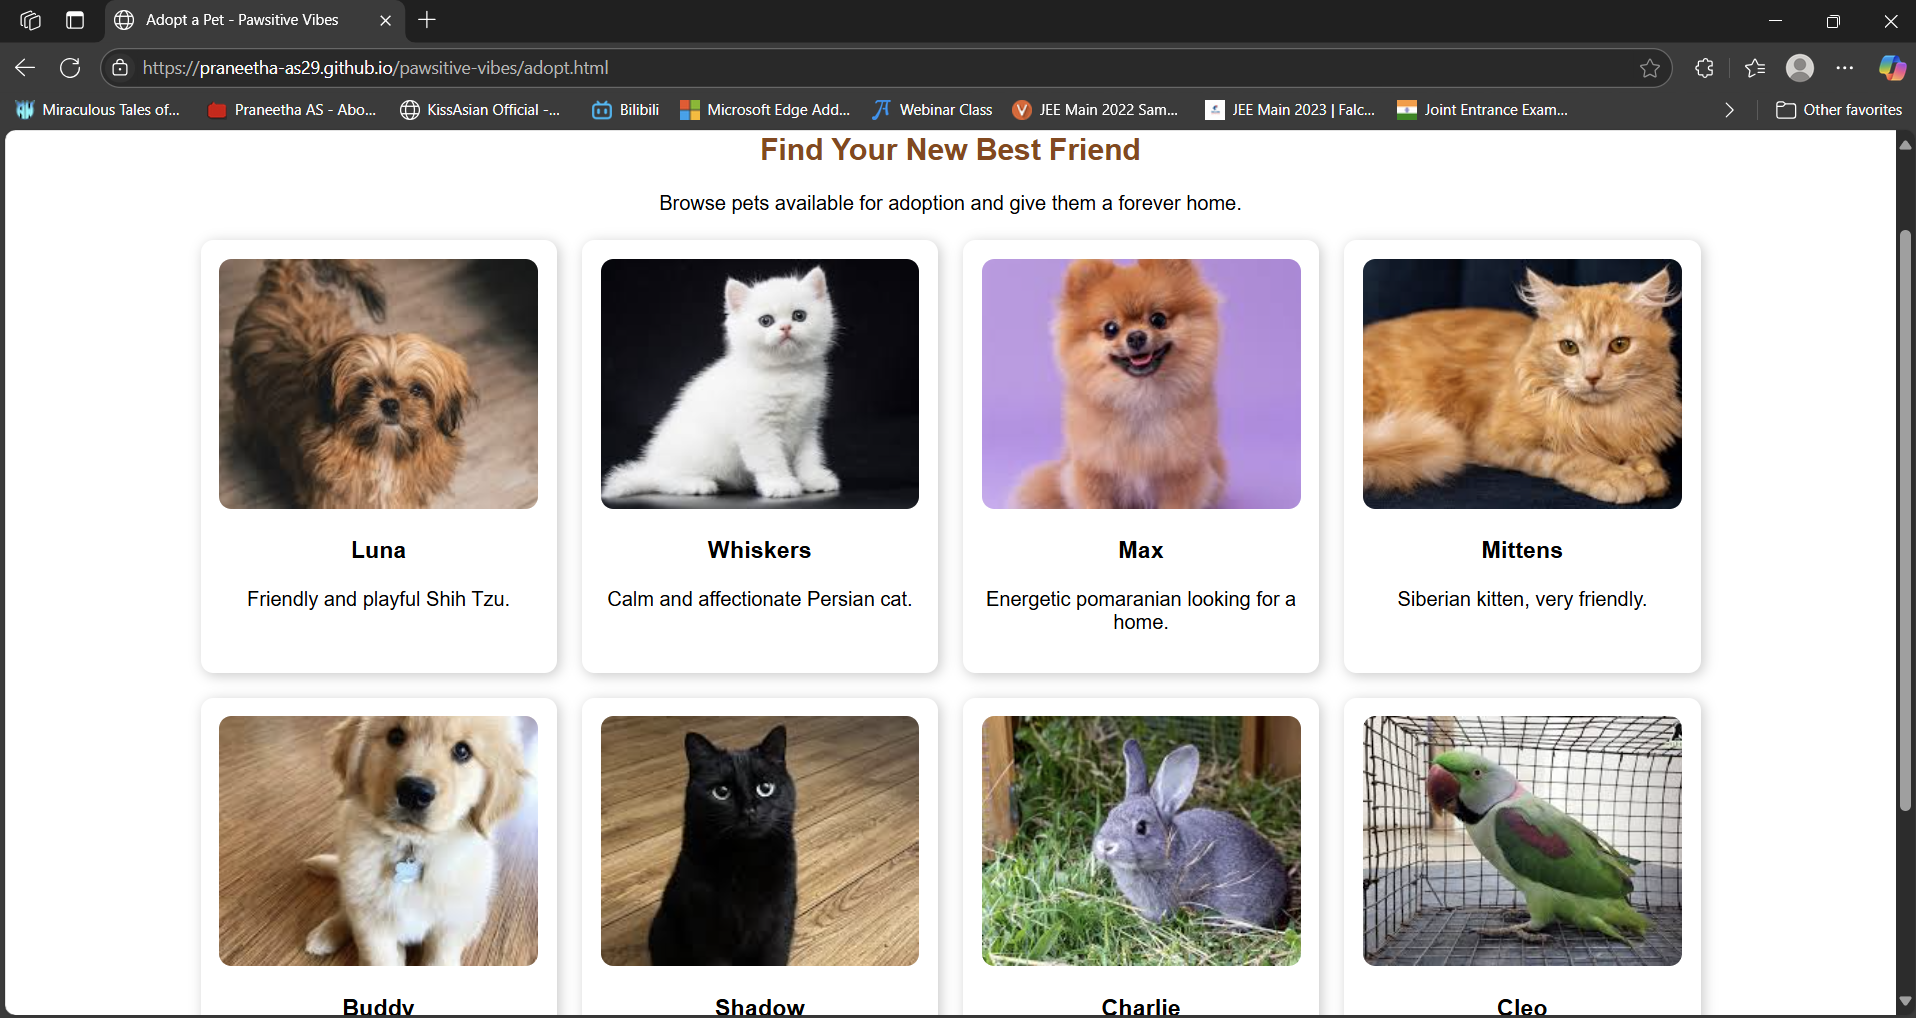 Adopt a Pet - Pawsitive Vibes
https://praneetha-as29.github.io/pawsitive-vibes/adopt.html
Miraculous Tales of...
Praneetha AS - Abo...
KissAsian Official -...
Bilibili
Microsoft Edge Add...
Webinar Class
JEE Main 2022 Sam...
JEE Main 2023 | Falc...
Joint Entrance Exam...
Other favorites
Find Your New Best Friend
Browse pets available for adoption and give them a forever home.
Luna
Friendly and playful Shih Tzu.
Whiskers
Calm and affectionate Persian cat.
Max
Energetic pomaranian looking for a
home.
Mittens
Siberian kitten, very friendly.
Buddy
Shadow
Charlie
Cleo